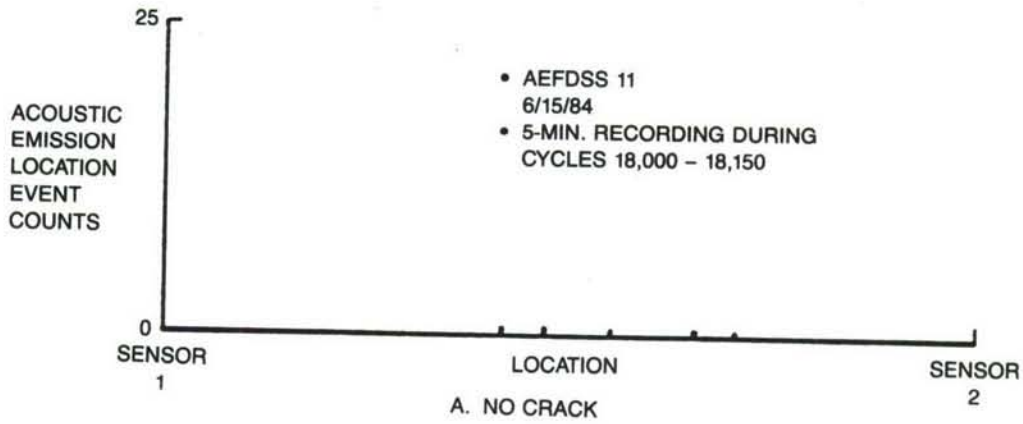 25
• AEFDSS 11
6/15/84
• 5-MIN. RECORDING DURING
CYCLES 18,000 – 18,150
ACOUSTIC
EMISSION
LOCATION
EVENT
COUNTS
0
SENSOR
1
LOCATION
SENSOR
2
A. NO CRACK